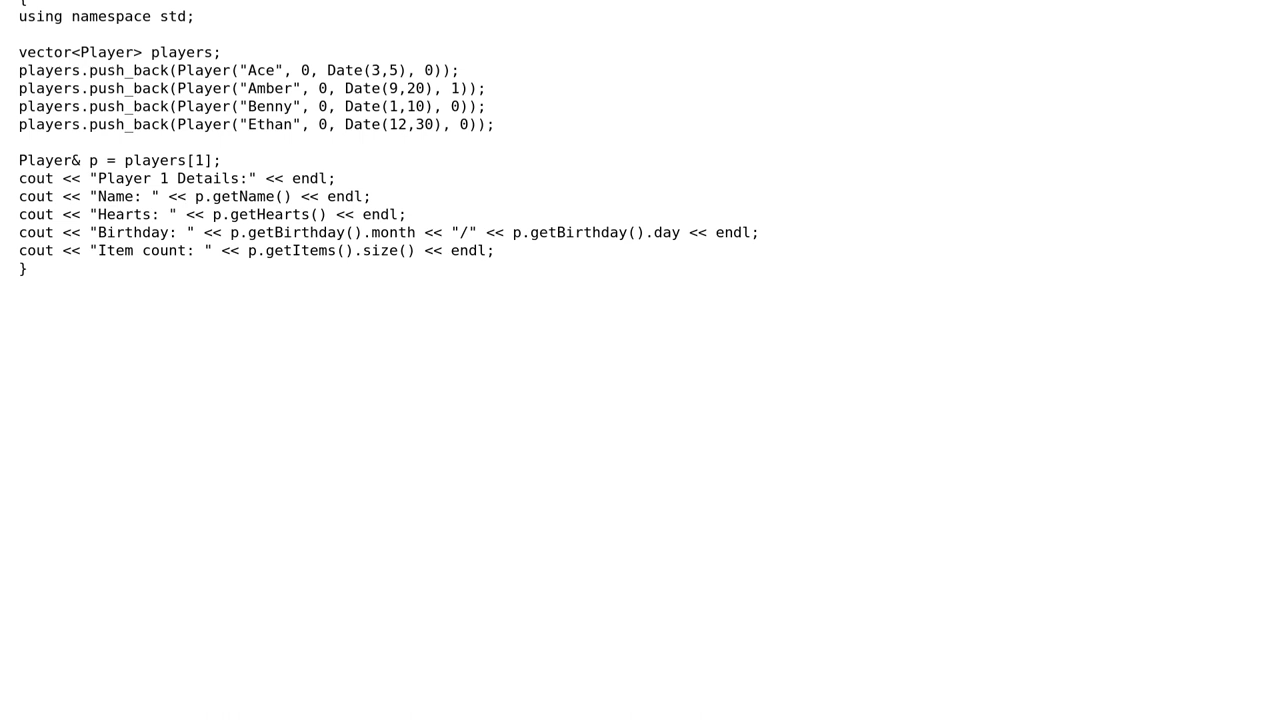 {
using namespace std;
vector<Player> players;
players.push_back(Player("Ace", 0, Date(3,5), 0));
players.push_back(Player("Amber", 0, Date(9,20), 1));
players.push_back(Player("Benny", 0, Date(1,10), 0));
players.push_back(Player("Ethan", 0, Date(12,30), 0));
Player& p = players[1];
cout << "Player 1 Details:" << endl;
cout << "Name: " << p.getName() << endl;
cout << "Hearts: " << p.getHearts() << endl;
cout << "Birthday: " << p.getBirthday().month << "/" << p.getBirthday().day << endl;
cout << "Item count: " << p.getItems().size() << endl;
}